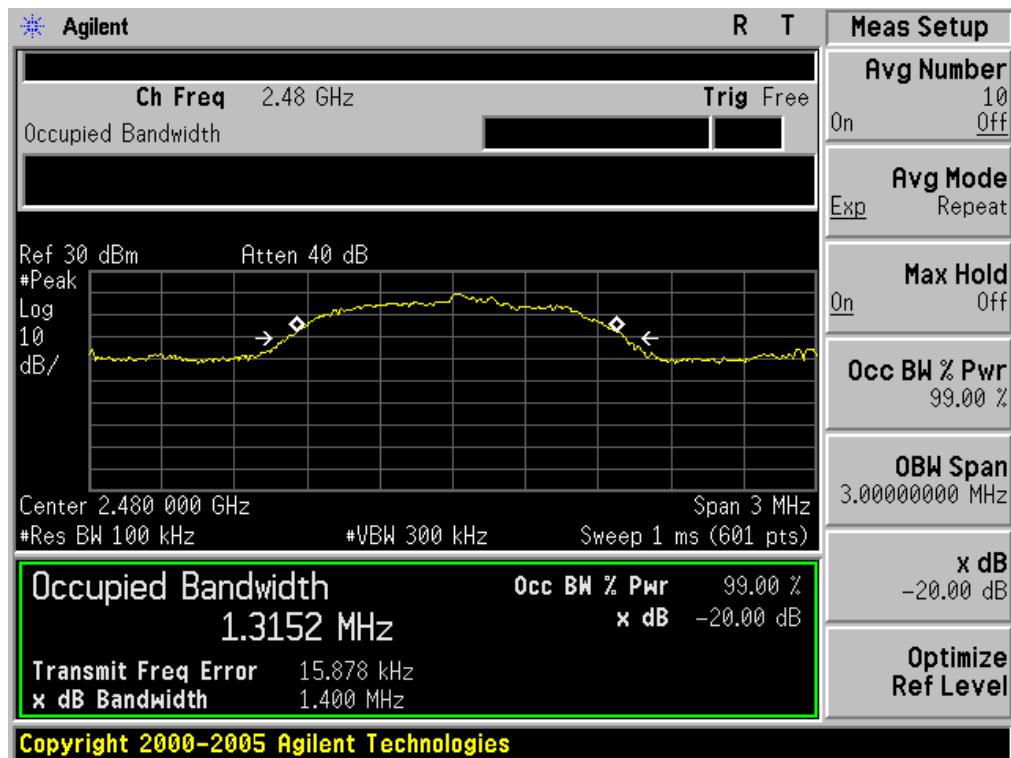 Agilent R T
Ch Freq 2.48 GHz Trig Free
Occupied Bandwidth
Ref 30 dBm Atten 40 dB
#Peak
Log
10
dB/
Center 2.480 000 GHz Span 3 MHz
#Res BW 100 kHz #VBW 300 kHz Sweep 1 ms (601 pts)
Occupied Bandwidth Occ BW % Pwr 99.00 %
1.3152 MHz x dB -20.00 dB
Transmit Freq Error 15.878 kHz
x dB Bandwidth 1.400 MHz
Copyright 2000-2005 Agilent Technologies
Meas Setup
Avg Number
10
On Off
Avg Mode
Exp Repeat
Max Hold
On Off
Occ BW % Pwr
99.00 %
OBW Span
3.00000000 MHz
x dB
-20.00 dB
Optimize
Ref Level